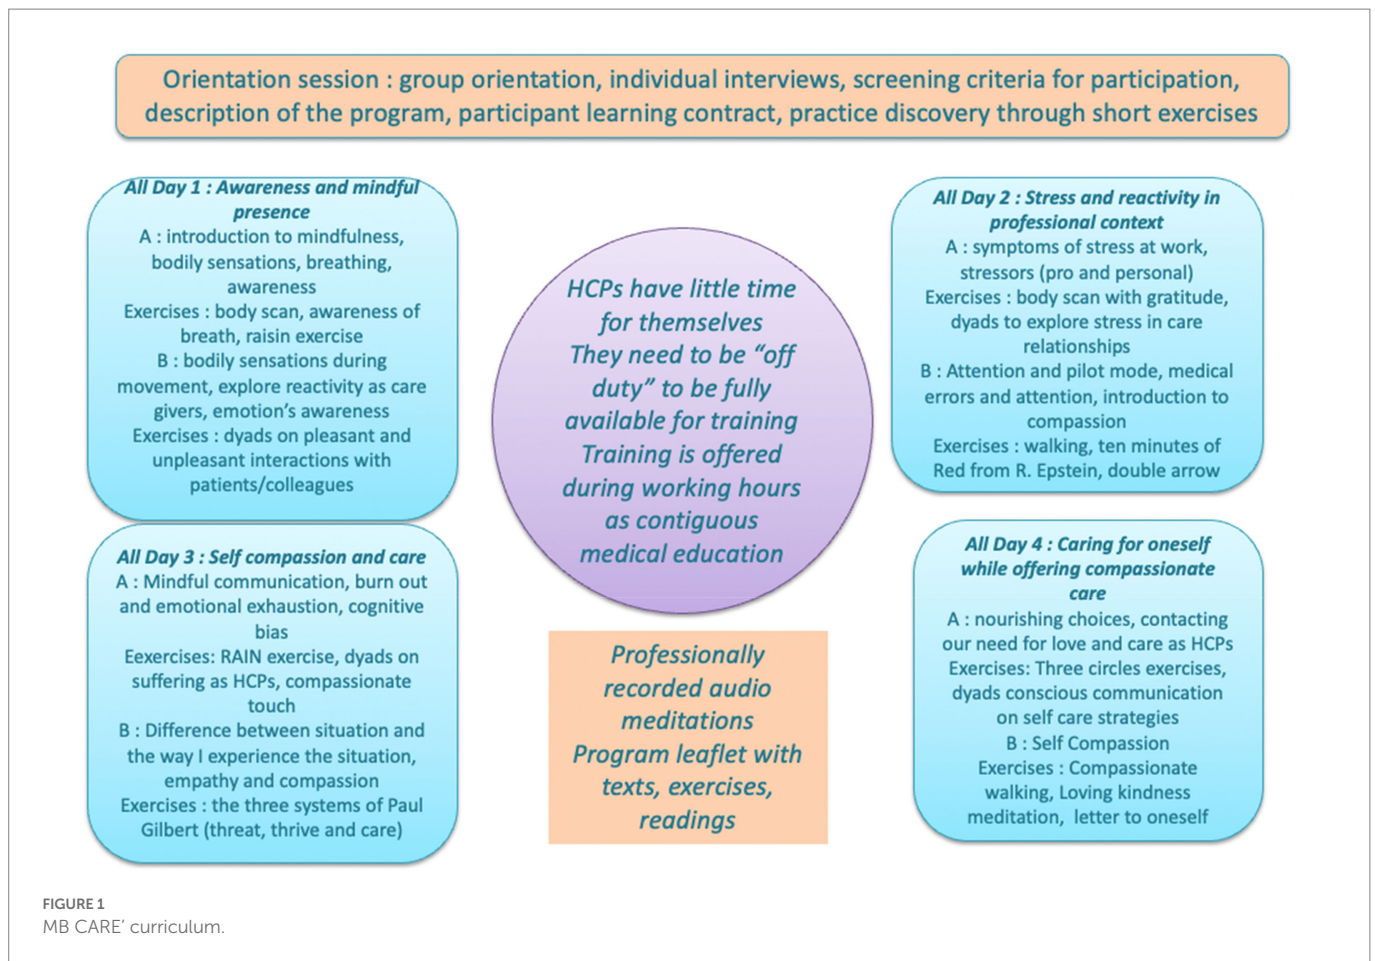 Orientation session : group orientation, individual interviews, screening criteria for participation,
description of the program, participant learning contract, practice discovery through short exercises
All Day 1 : Awareness and mindful
presence
A : introduction to mindfulness,
bodily sensations, breathing,
awareness
Exercises : body scan, awareness of
breath, raisin exercise
B : bodily sensations during
movement, explore reactivity as care
givers, emotion's awareness
Exercises : dyads on pleasant and
unpleasant interactions with
patients/colleagues
All Day 2 : Stress and reactivity in
professional context
A : symptoms of stress at work,
stressors (pro and personal)
Exercises : body scan with gratitude,
dyads to explore stress in care
relationships
B : Attention and pilot mode, medical
errors and attention, introduction to
compassion
Exercises : walking, ten minutes of
Red from R. Epstein, double arrow
HCPs have little time
for themselves
They need to be “off
duty” to be fully
available for training
Training is offered
during working hours
as contiguous
medical education
All Day 3 : Self compassion and care
A : Mindful communication, burn out
and emotional exhaustion, cognitive
bias
Eexercises: RAIN exercise, dyads on
suffering as HCPs, compassionate
touch
B : Difference between situation and
the way I experience the situation,
empathy and compassion
Exercises : the three systems of Paul
Gilbert (threat, thrive and care)
All Day 4 : Caring for oneself
while offering compassionate
care
A : nourishing choices, contacting
our need for love and care as HCPs
Exercises: Three circles exercises,
dyads conscious communication
on self care strategies
B : Self Compassion
Exercises : Compassionate
walking, Loving kindness
meditation, letter to oneself
Professionally
recorded audio
meditations
Program leaflet with
texts, exercises,
readings
FIGURE 1
MB CARE’ curriculum.